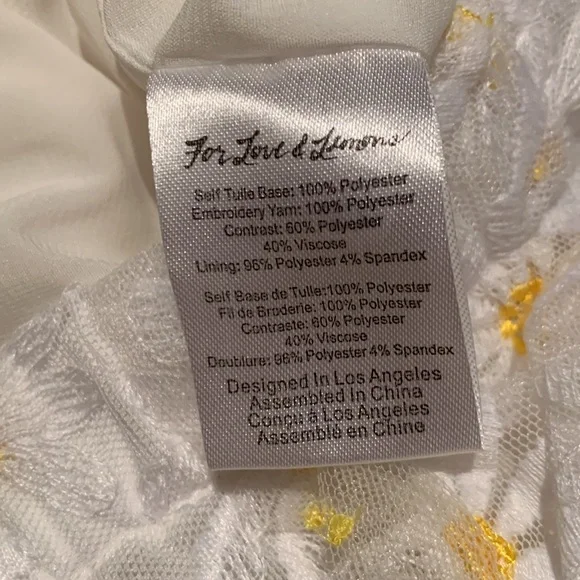 For Love & Lemons
Self Tulle Base: 100% Polyester
Embroidery Yarn: 100% Polyester
Contrast: 60% Polyester
40% Viscose
Lining: 96% Polyester 4% Spandex
Self Base de Tulle:100% Polyester
Fil de Broderie: 100% Polyester
Contraste: 60% Polyester
40% Viscose
Doublure: 96% Polyester 4% Spandex
Designed In Los Angeles
Assembled In China
Conçu à Los Angeles
Assemblé en Chine